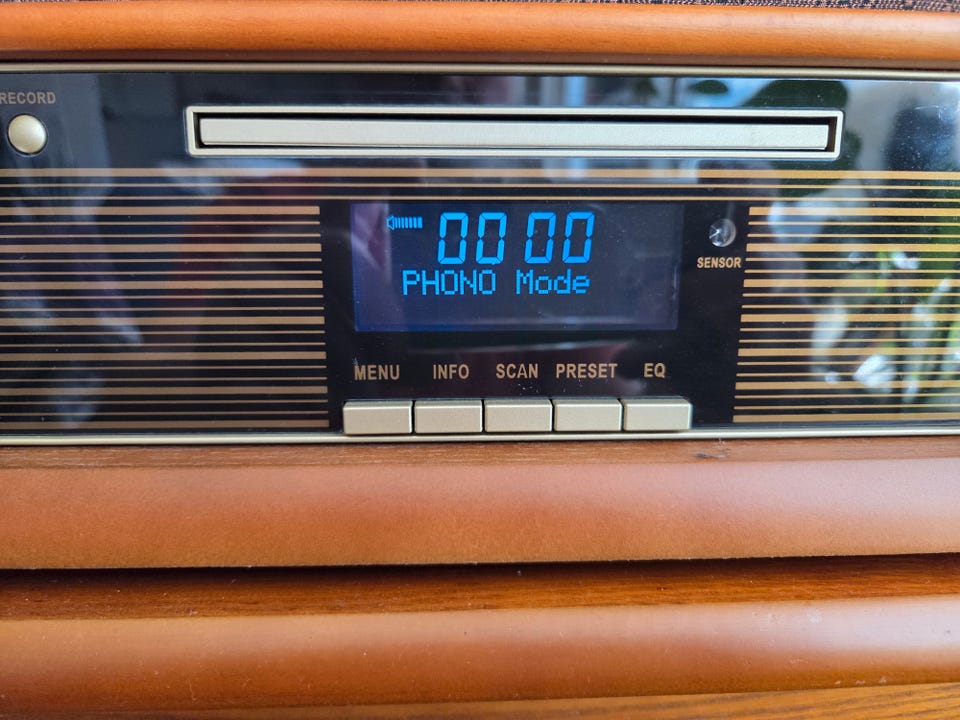 RECORD
00 00
PHONO Mode
SENSOR
MENU INFO SCAN PRESET EQ